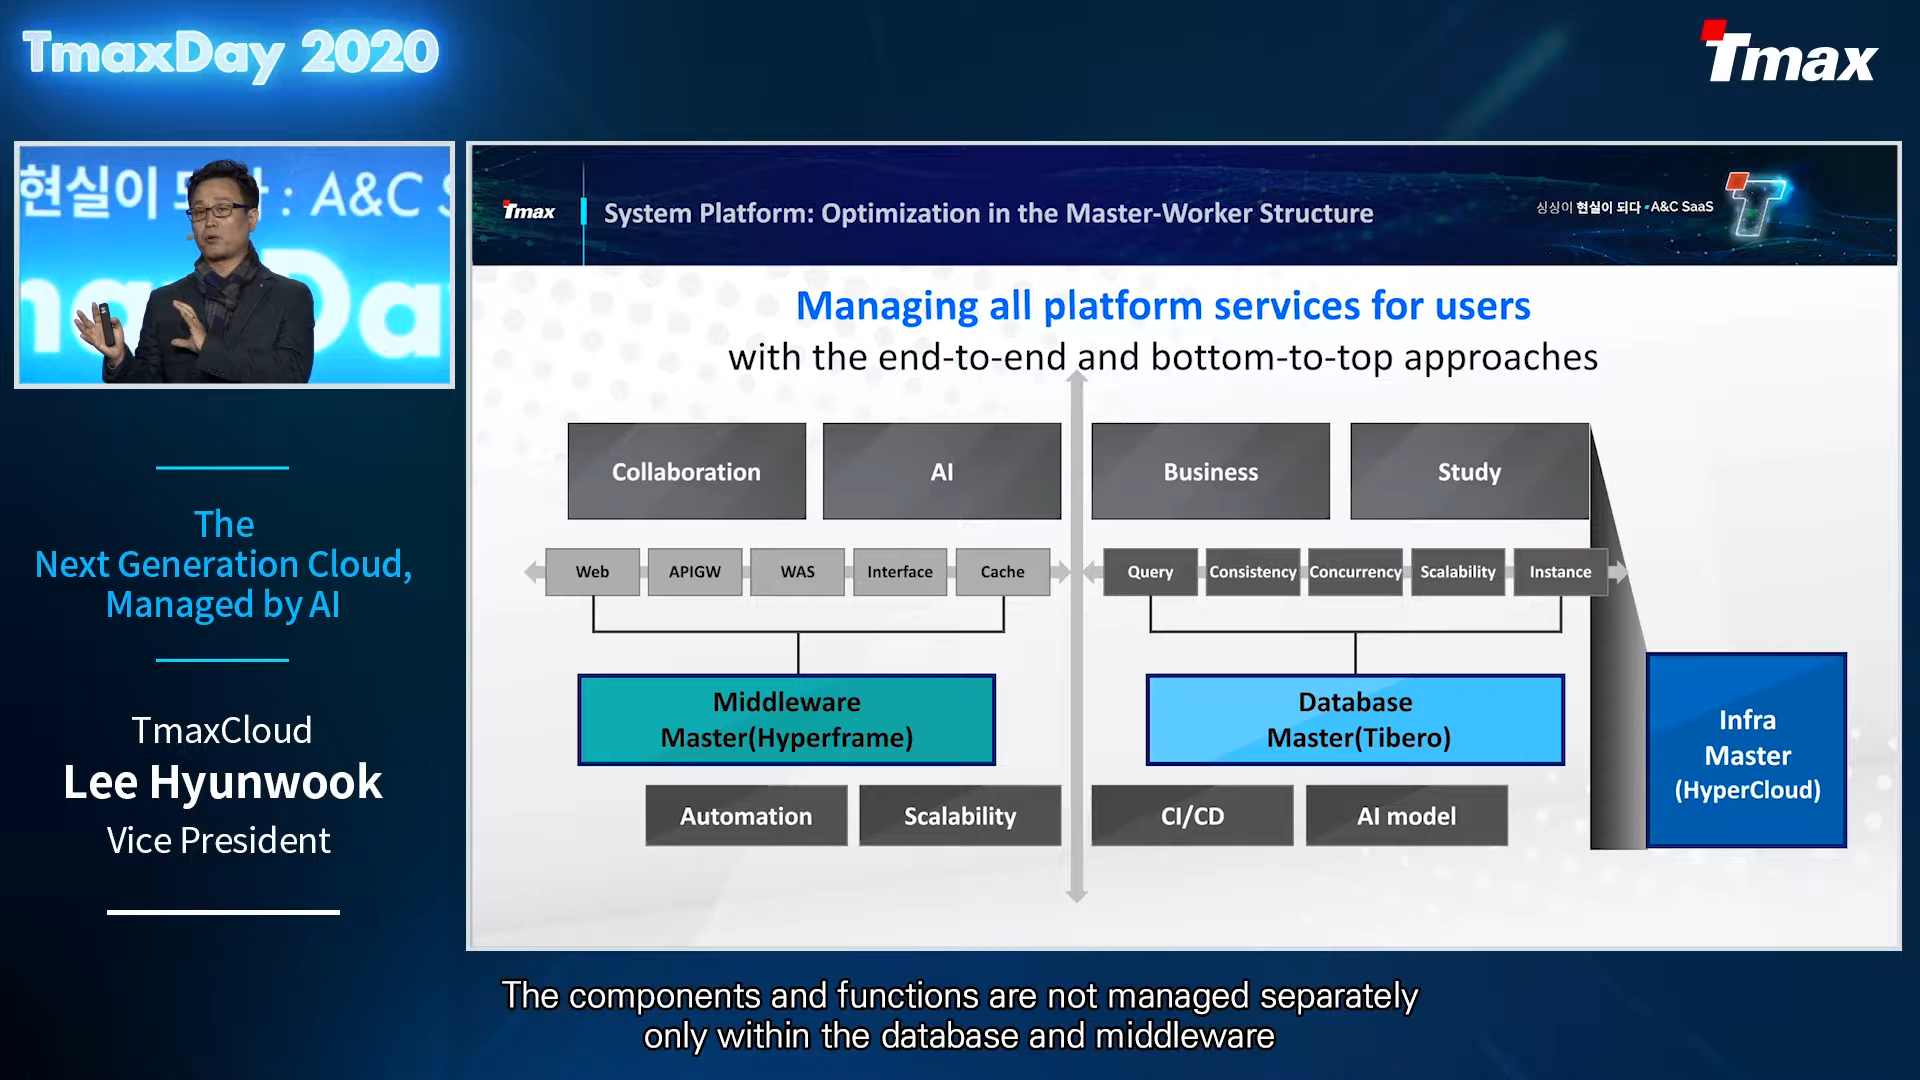 TmaxDay 2020
Tmax
현실이 되다 : A&C S
Tmax
System Platform: Optimization in the Master-Worker Structure
상상이 현실이 되다 • A&C SaaS
Managing all platform services for users
with the end-to-end and bottom-to-top approaches
Collaboration
AI
Business
Study
Web
APIGW
WAS
Interface
Cache
Query
Consistency
Concurrency
Scalability
Instance
Middleware
Master(Hyperframe)
Database
Master(Tibero)
Infra
Master
(HyperCloud)
Automation
Scalability
CI/CD
AI model
The
Next Generation Cloud,
Managed by AI
TmaxCloud
Lee Hyunwook
Vice President
The components and functions are not managed separately
only within the database and middleware